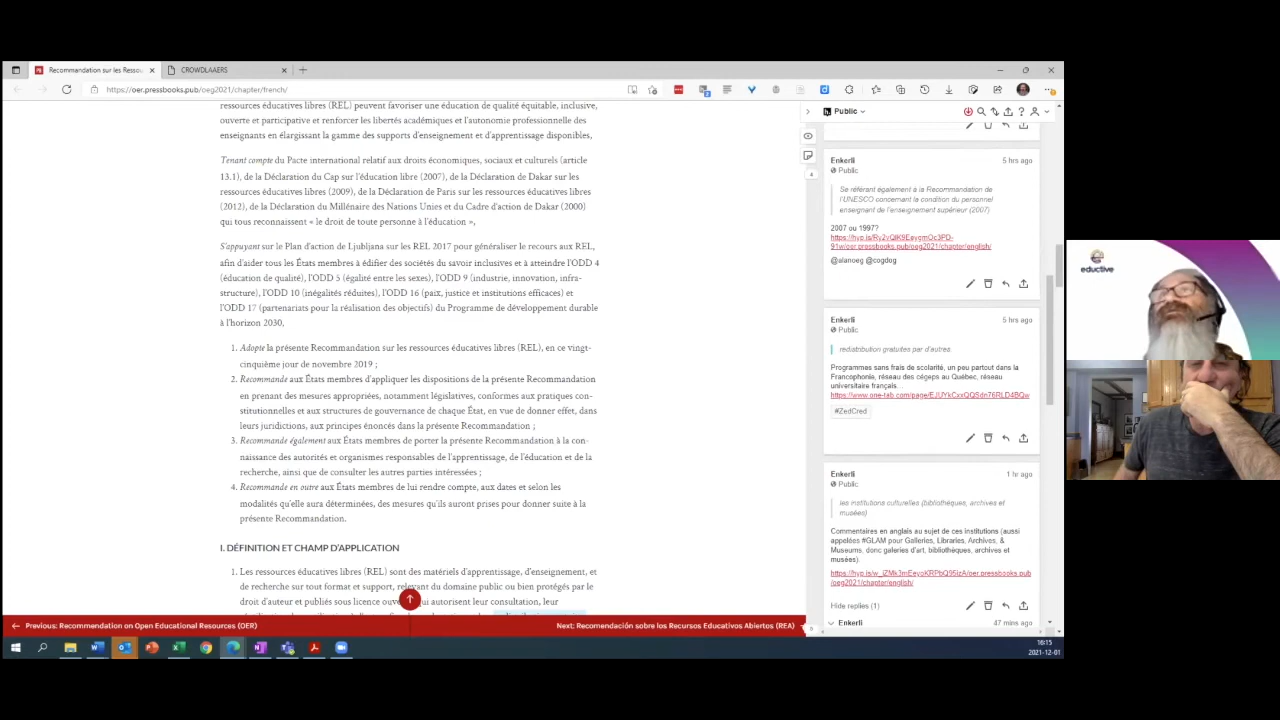 Recommandation sur les Ressou
CROWDLAAERS
https://oer.pressbooks.pub/oeg2021/chapter/french/
ressources éducatives libres (REL) peuvent favoriser une éducation de qualité équitable, inclusive,
ouverte et participative et renforcer les libertés académiques et l'autonomie professionnelle des
enseignants en élargissant la gamme des supports d'enseignement et d'apprentissage disponibles,
Tenant compte du Pacte international relatif aux droits économiques, sociaux et culturels (article
13.1), de la Déclaration du Cap sur l'éducation libre (2007), de la Déclaration de Dakar sur les
ressources éducatives libres (2009), de la Déclaration de Paris sur les ressources éducatives libres
(2012), de la Déclaration du Millénaire des Nations Unies et du Cadre d'action de Dakar (2000)
qui tous reconnaissent « le droit de toute personne à l'éducation »,
S'appuyant sur le Plan d'action de Ljubljana sur les REL 2017 pour généraliser le recours aux REL,
afin d'aider tous les États membres à édifier des sociétés du savoir inclusives et à atteindre l'ODD 4
(éducation de qualité), l'ODD 5 (égalité entre les sexes), l'ODD 9 (industrie, innovation, infra-
structure), l'ODD 10 (inégalités réduites), l'ODD 16 (paix, justice et institutions efficaces) et
l'ODD 17 (partenariats pour la réalisation des objectifs) du Programme de développement durable
à l'horizon 2030,
1. Adopte la présente Recommandation sur les ressources éducatives libres (REL), en ce vingt-
cinquième jour de novembre 2019 ;
2. Recommande aux États membres d'appliquer les dispositions de la présente Recommandation
en prenant des mesures appropriées, notamment législatives, conformes aux pratiques con-
stitutionnelles et aux structures de gouvernance de chaque État, en vue de donner effet, dans
leurs juridictions, aux principes énoncés dans la présente Recommandation ;
3. Recommande également aux États membres de porter la présente Recommandation à la con-
naissance des autorités et organismes responsables de l'apprentissage, de l'éducation et de la
recherche, ainsi que de consulter les autres parties intéressées ;
4. Recommande en outre aux États membres de lui rendre compte, aux dates et selon les
modalités qu'elle aura déterminées, des mesures qu'ils auront prises pour donner suite à la
présente Recommandation.
I. DÉFINITION ET CHAMP D'APPLICATION
1. Les ressources éducatives libres (REL) sont des matériels d'apprentissage, d'enseignement, et
de recherche sur tout format et support, relevant du domaine public ou bien protégés par le
droit d'auteur et publiés sous licence ouverte qui autorisent leur consultation, leur
Previous: Recommendation on Open Educational Resources (OER)
Next: Recomendación sobre los Recursos Educativos Abiertos (REA)
Public
4
Enkerli
5 hrs ago
Public
Se référant également à la Recommandation de
l'UNESCO concernant la condition du personnel
enseignant de l'enseignement supérieur (2007)
2007 ou 1997?
@alanoeg @cogdog
Enkerli
5 hrs ago
Public
redistribution gratuites par d'autres
Programmes sans frais de scolarité, un peu partout dans la
Francophonie, réseau des cégeps au Québec, réseau
universitaire français...
#ZedCred
Enkerli
1 hr ago
Public
les institutions culturelles (bibliothèques, archives et
musées)
Commentaires en anglais au sujet de ces institutions (aussi
appelées #GLAM pour Galleries, Libraries, Archives, &
Museums, donc galeries d'art, bibliothèques, archives et
musées).
/oeg2021/chapter/english/
Hide replies (1)
Enkerli
47 mins ago
16:15
2021-12-01
eductive